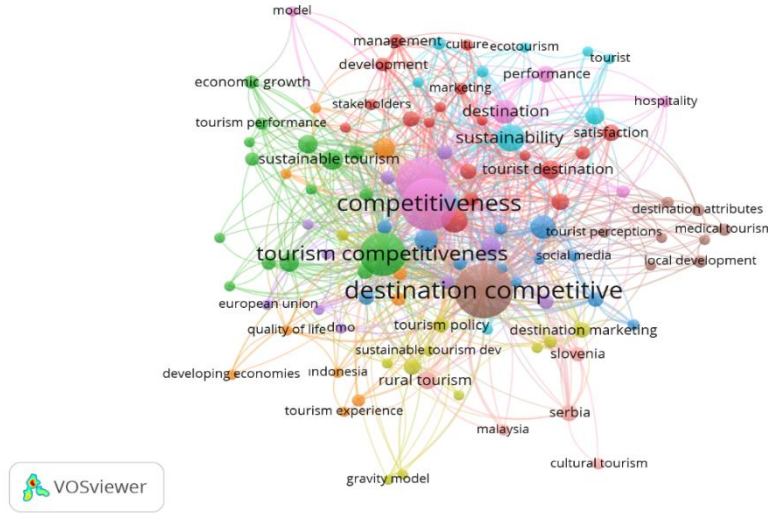 model
management
culture
ecotourism
tourist
development
performance
economic growth
marketing
hospitality
stakeholders
destination
tourism performance
sustainability
satisfaction
sustainable tourism
tourist destination
competitiveness
destination attributes
medical tourism
tourist perceptions
tourism competitiveness
social media
local development
destination competitive
european union
tourism policy
destination marketing
quality of life
dmo
sustainable tourism dev
slovenia
developing economies
indonesia
rural tourism
tourism experience
serbia
malaysia
cultural tourism
gravity model
VOSviewer